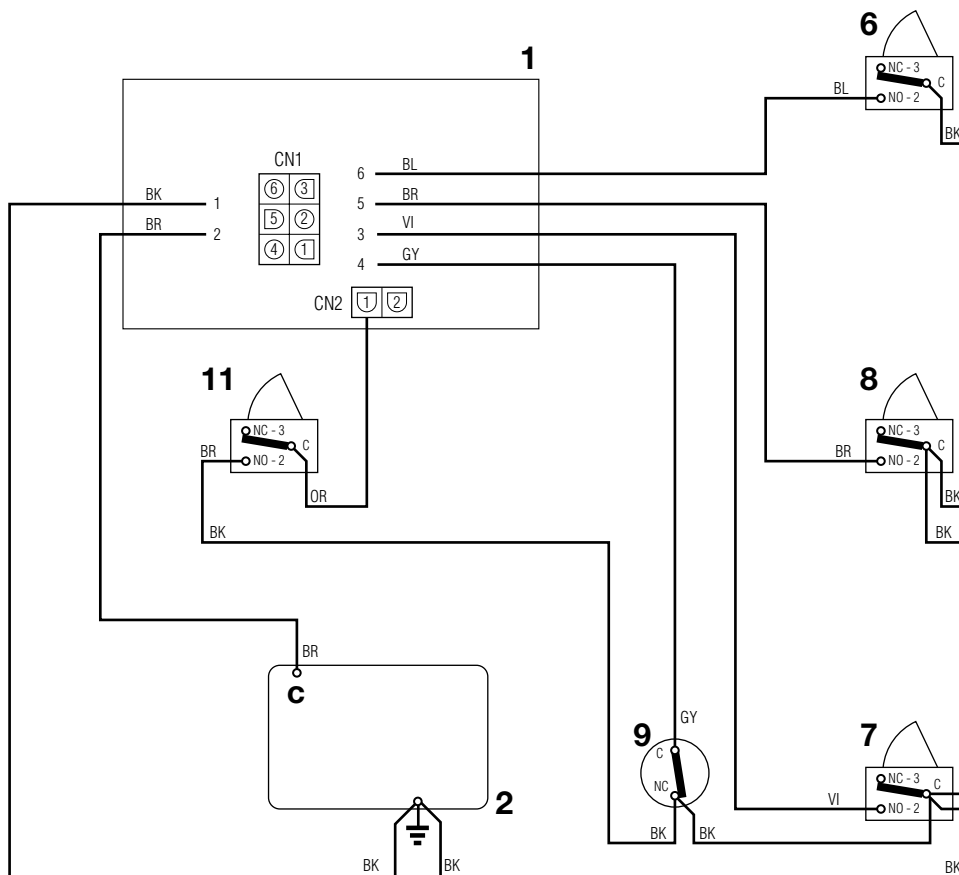 6
NC - 3
C
NO - 2
BL
BK
1
CN1
6 3
5 2
4 1
6 BL
5 BR
3 VI
4 GY
BK 1
BR 2
CN2 1 2
11
NC - 3
C
NO - 2
BR
OR
BK
8
NC - 3
C
NO - 2
BR
BK
BK
BR
c
2
BK
BK
9
GY
C
NC
BK
BK
7
NC - 3
C
NO - 2
VI
BK